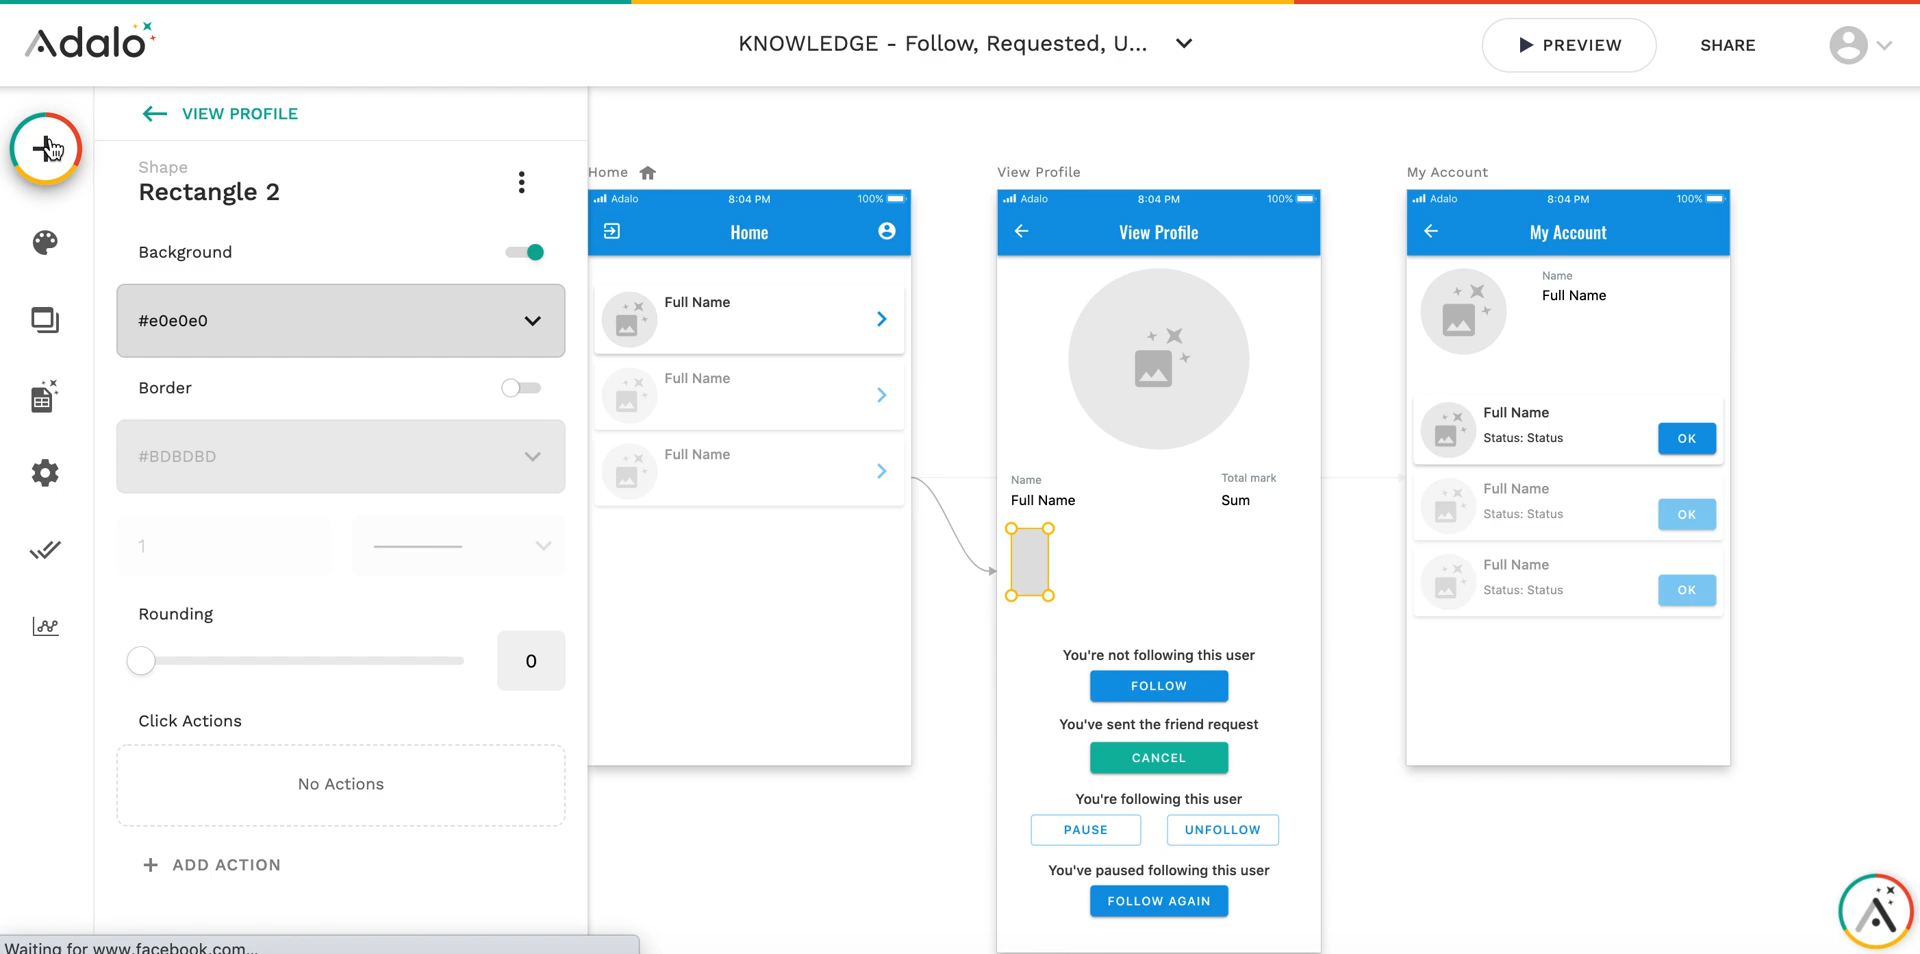 Adalo
KNOWLEDGE - Follow, Requested, U...
PREVIEW
SHARE
VIEW PROFILE
Shape
Rectangle 2
Background
#e0e0e0
Border
#BDBDBD
1
Rounding
0
Click Actions
No Actions
ADD ACTION
Waiting for www.facebook.com...
Home
Adalo 8:04 PM 100%
Home
Full Name
Full Name
Full Name
View Profile
Adalo 8:04 PM 100%
View Profile
Name Total mark
Full Name Sum
You're not following this user
FOLLOW
You've sent the friend request
CANCEL
You're following this user
PAUSE UNFOLLOW
You've paused following this user
FOLLOW AGAIN
My Account
Adalo 8:04 PM 100%
My Account
Name
Full Name
Full Name
Status: Status
OK
Full Name
Status: Status
OK
Full Name
Status: Status
OK